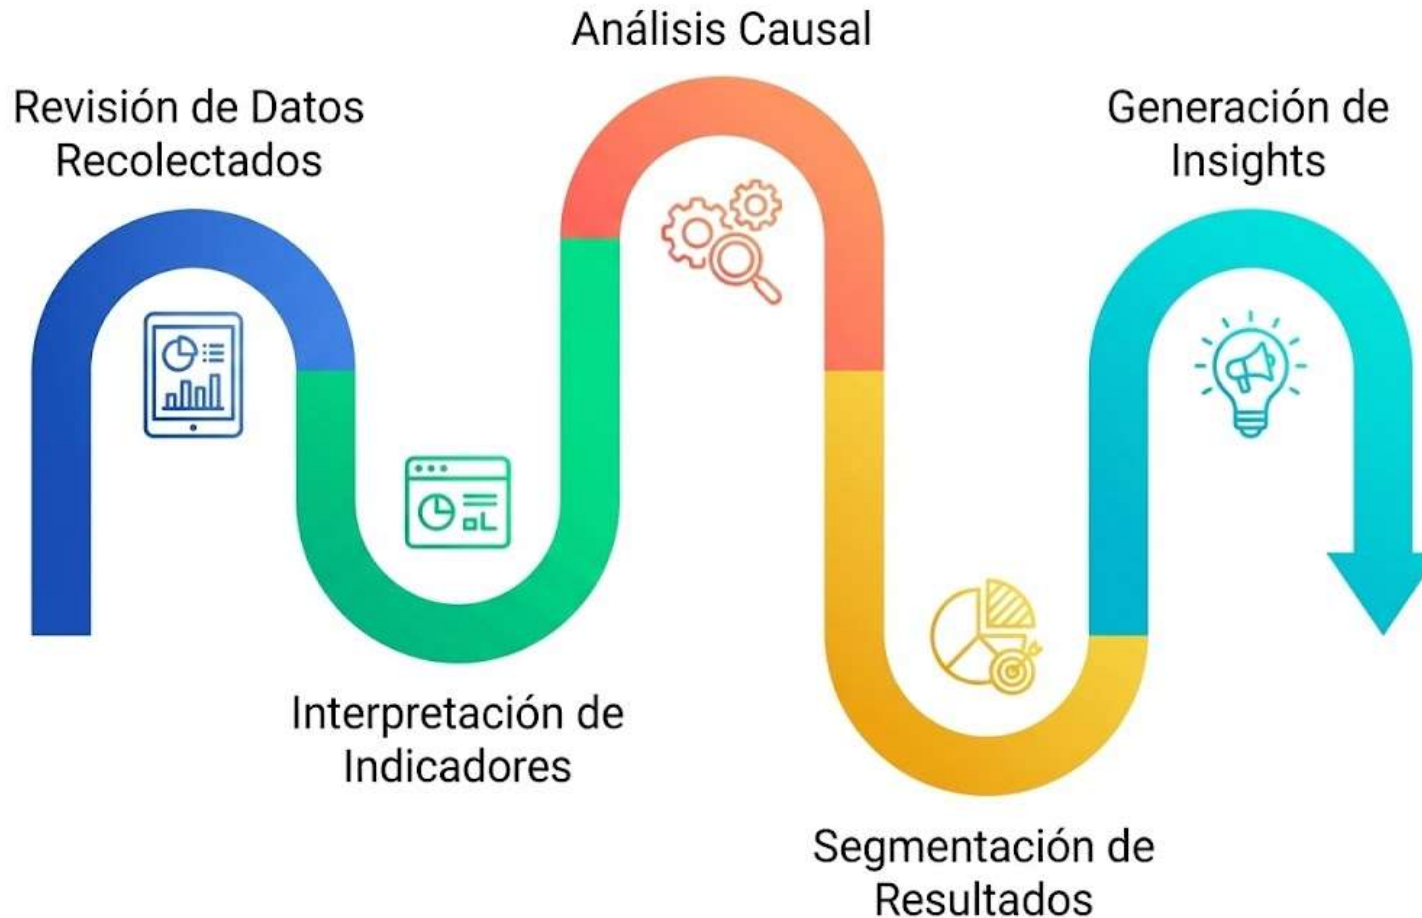 Revisión de Datos
Recolectados
Interpretación de
Indicadores
Análisis Causal
Segmentación de
Resultados
Generación de
Insights